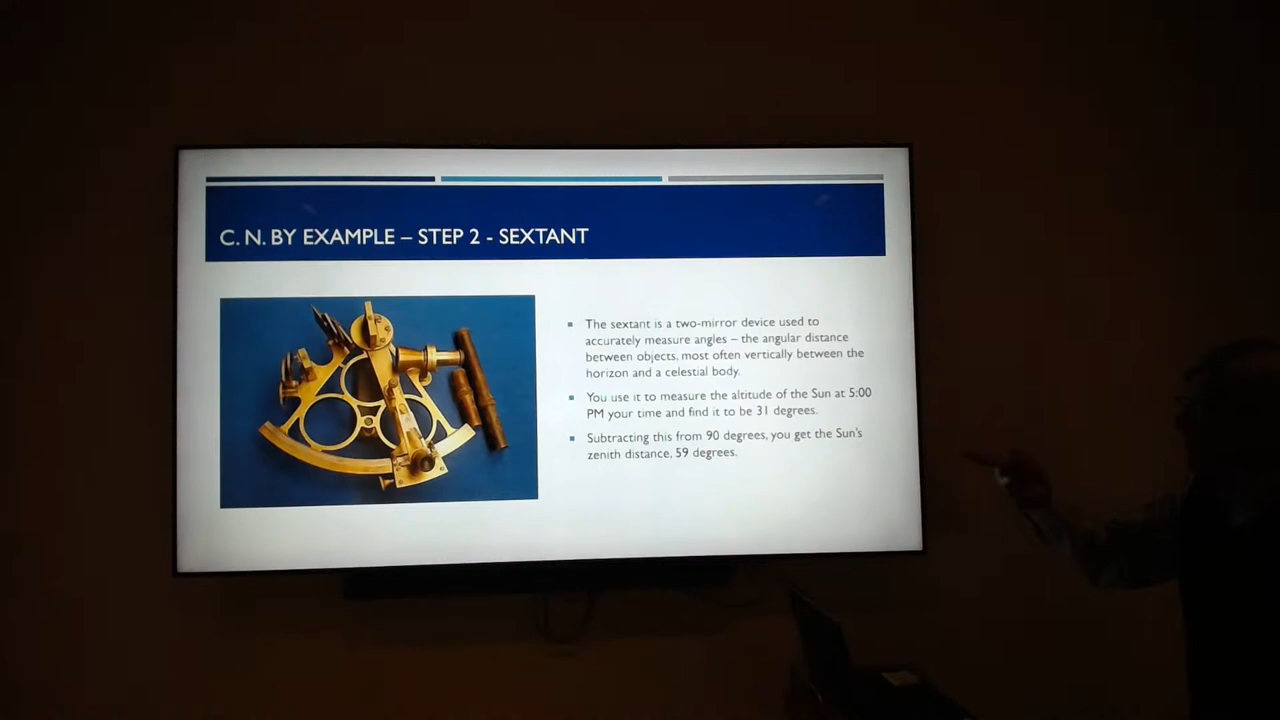 C. N. BY EXAMPLE – STEP 2 - SEXTANT
The sextant is a two-mirror device used to
accurately measure angles – the angular distance
between objects, most often vertically between the
horizon and a celestial body.
You use it to measure the altitude of the Sun at 5:00
PM your time and find it to be 31 degrees.
Subtracting this from 90 degrees, you get the Sun's
zenith distance, 59 degrees.